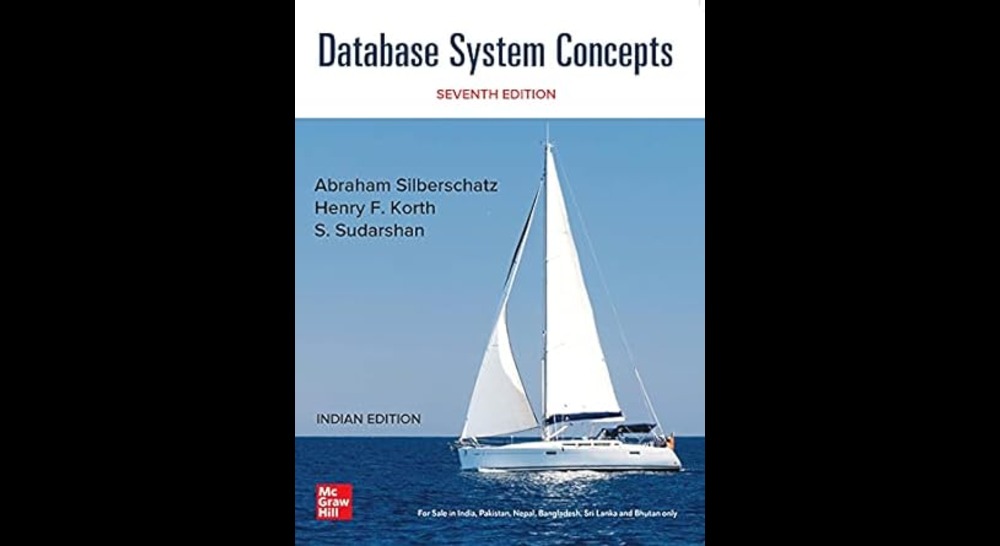 Database System Concepts
SEVENTH EDITION
Abraham Silberschatz
Henry F. Korth
S. Sudarshan
INDIAN EDITION
Mc
Graw
Hill
For Sale in India, Pakistan, Nepal, Bangladesh, Sri Lanka and Bhutan only